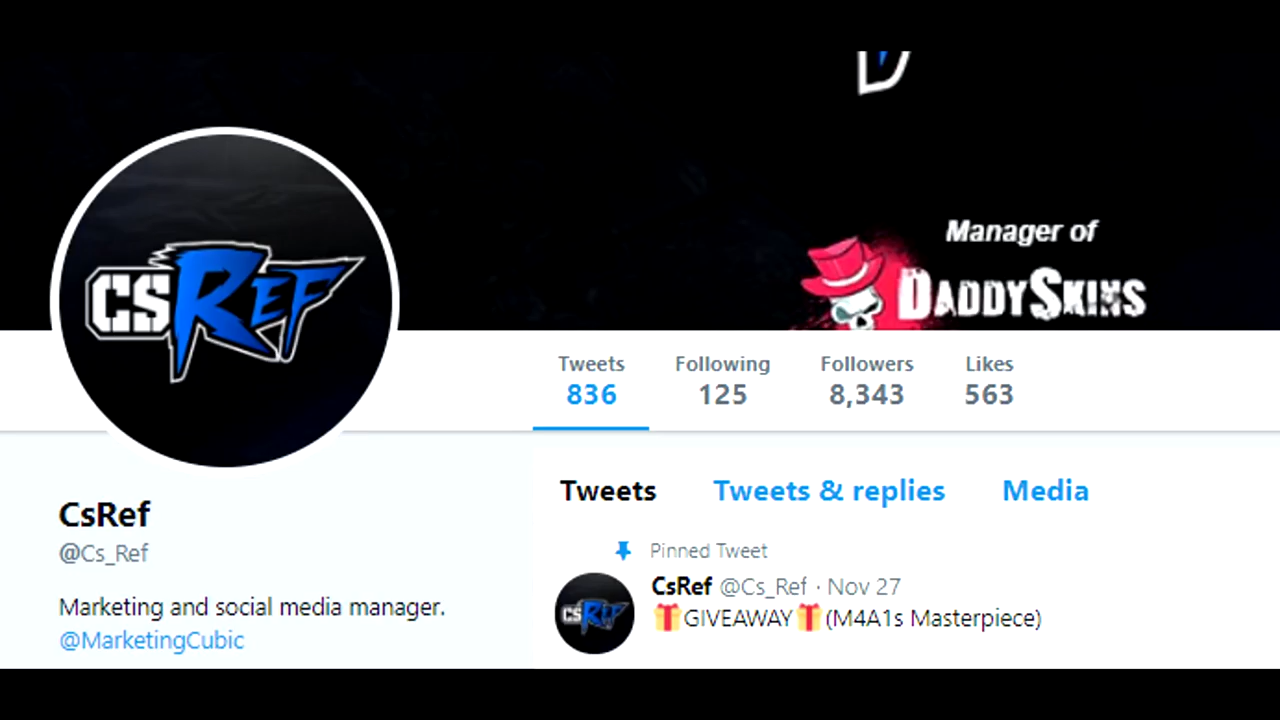 Manager of
DADDYSKINS
CSREF
Tweets Following Followers Likes
836 125 8,343 563
CsRef
@Cs_Ref
Marketing and social media manager.
@MarketingCubic
Tweets Tweets & replies Media
Pinned Tweet
CSREF
CsRef @Cs_Ref · Nov 27
🎁GIVEAWAY🎁(M4A1s Masterpiece)